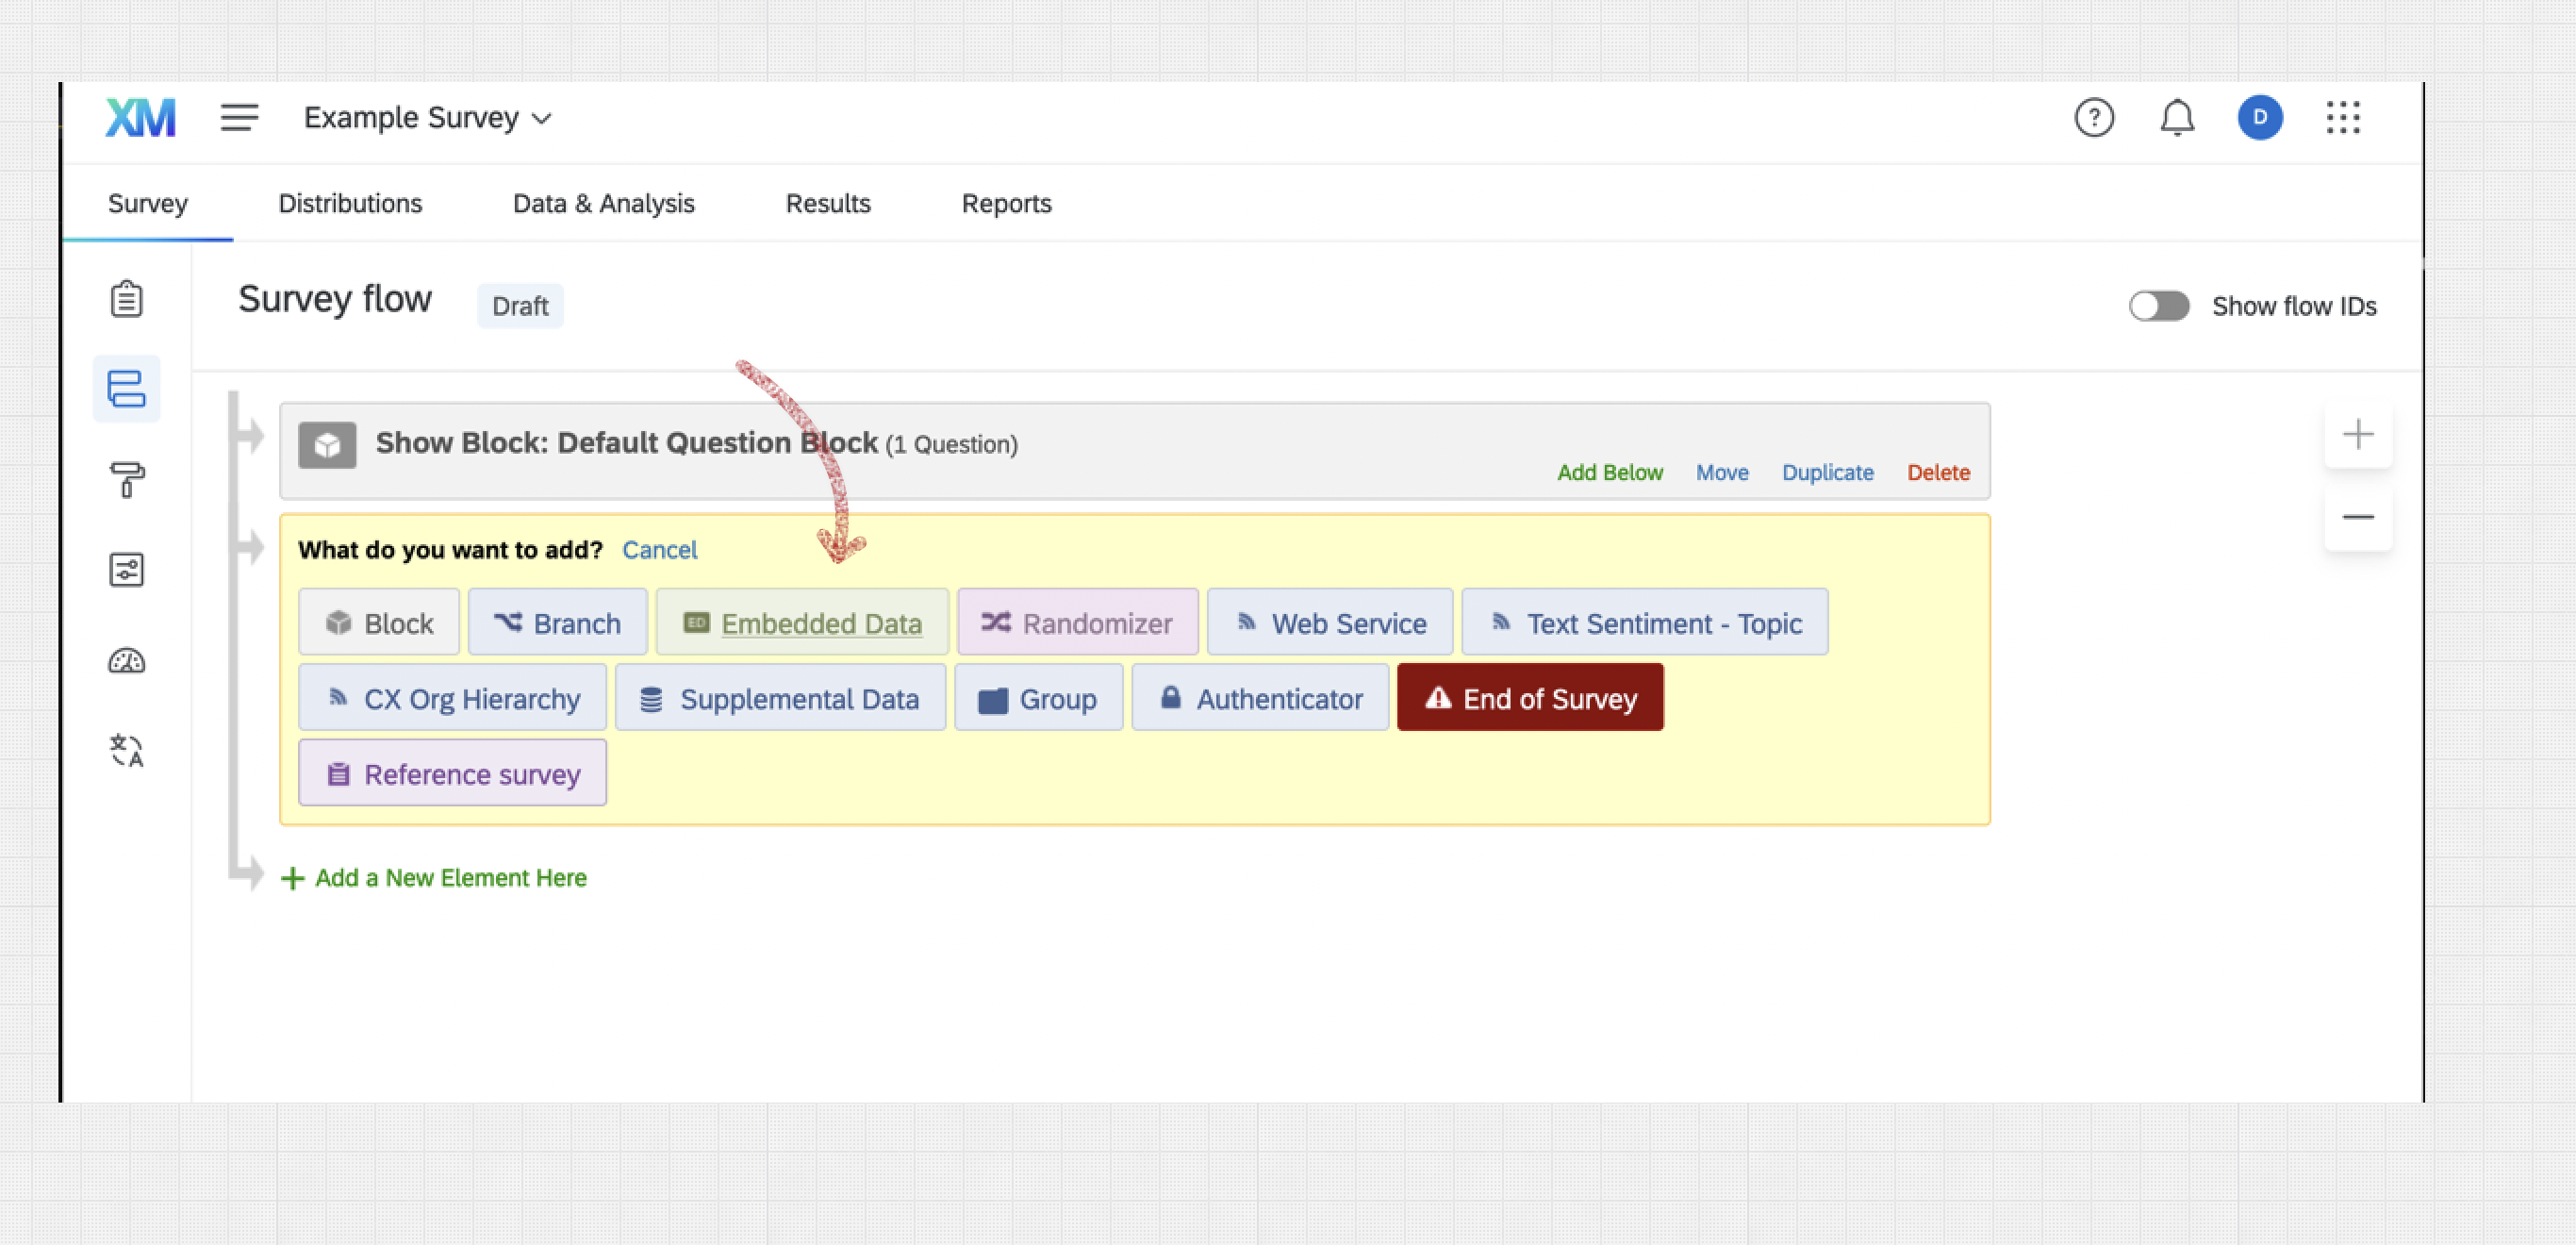 XM Example Survey D
Survey Distributions Data & Analysis Results Reports
Survey flow Draft Show flow IDs
Show Block: Default Question Block (1 Question)
Add Below Move Duplicate Delete
What do you want to add? Cancel
Block Branch ED Embedded Data Randomizer Web Service Text Sentiment - Topic
CX Org Hierarchy Supplemental Data Group Authenticator End of Survey
Reference survey
+ Add a New Element Here